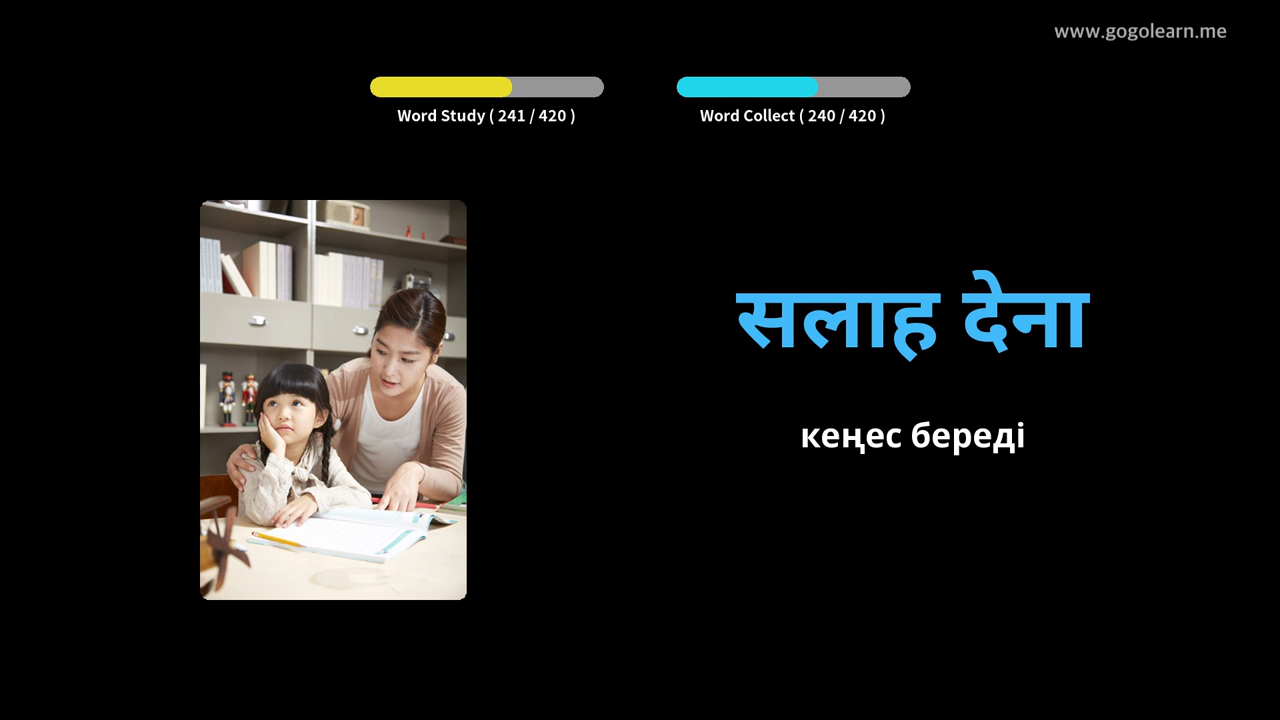 www.gogolearn.me
Word Study ( 241 / 420 )
Word Collect ( 240 / 420 )
सलाह देना
кеңес береді